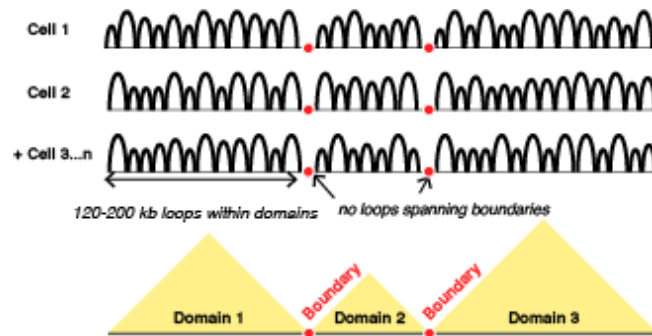 Cell 1
Cell 2
+ Cell 3...n
120-200 kb loops within domains
no loops spanning boundaries
Boundary
Boundary
Domain 1
Domain 2
Domain 3